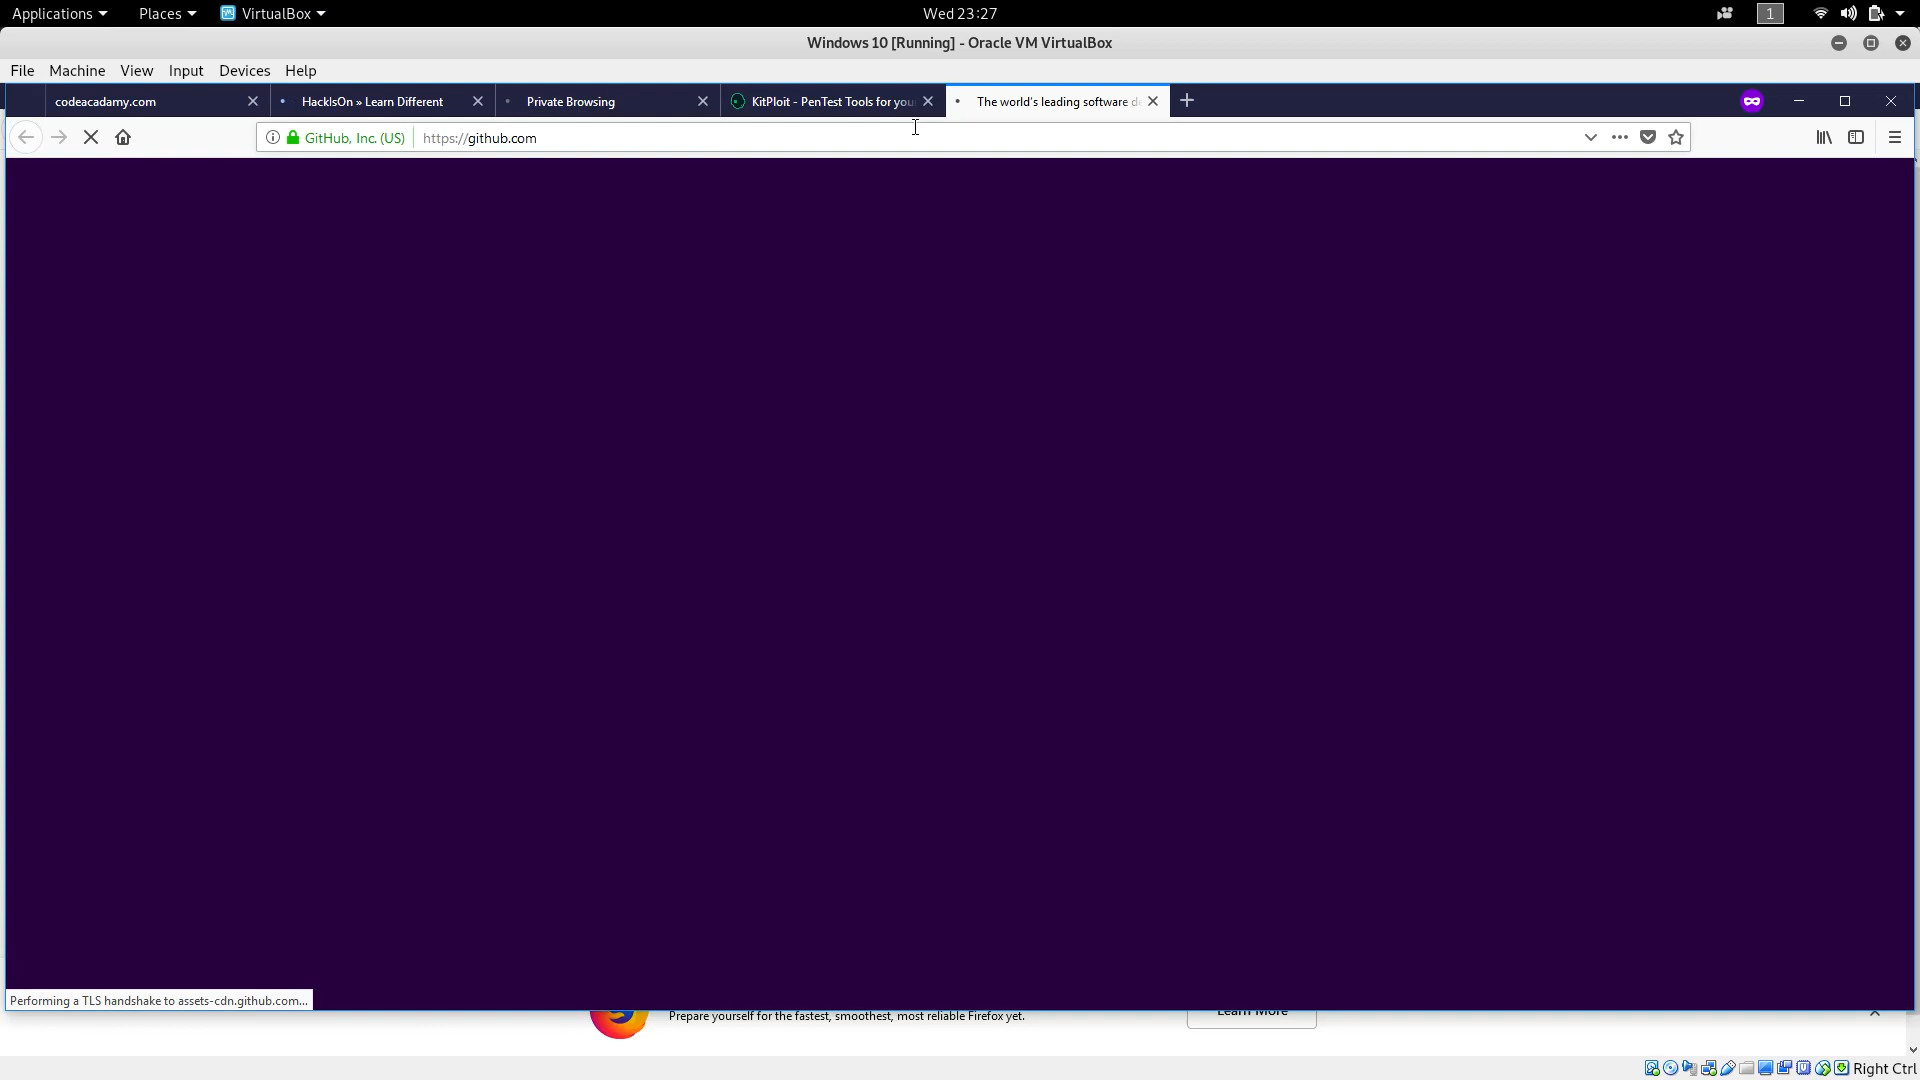 Applications Places VirtualBox Wed 23:27 1
Windows 10 [Running] - Oracle VM VirtualBox
File Machine View Input Devices Help
codeacadamy.com HackIsOn » Learn Different Private Browsing KitPloit - PenTest Tools for you The world's leading software d
GitHub, Inc. (US) https://github.com
Performing a TLS handshake to assets-cdn.github.com...
Prepare yourself for the fastest, smoothest, most reliable Firefox yet. Learn More
Right Ctrl